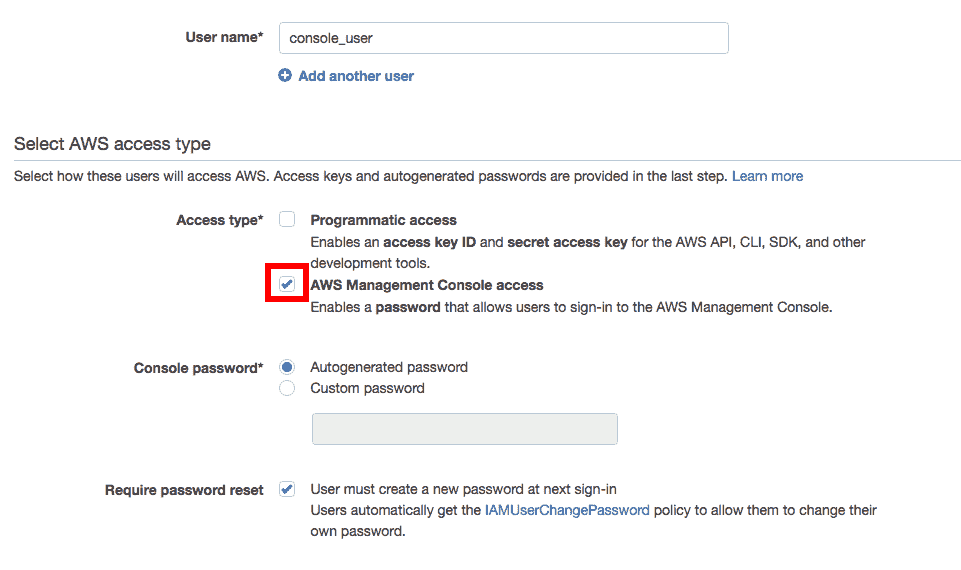 User name* console_user
Add another user
Select AWS access type
Select how these users will access AWS. Access keys and autogenerated passwords are provided in the last step. Learn more
Access type* Programmatic access
Enables an access key ID and secret access key for the AWS API, CLI, SDK, and other
development tools.
AWS Management Console access
Enables a password that allows users to sign-in to the AWS Management Console.
Console password* Autogenerated password
Custom password
Require password reset User must create a new password at next sign-in
Users automatically get the IAMUserChangePassword policy to allow them to change their
own password.